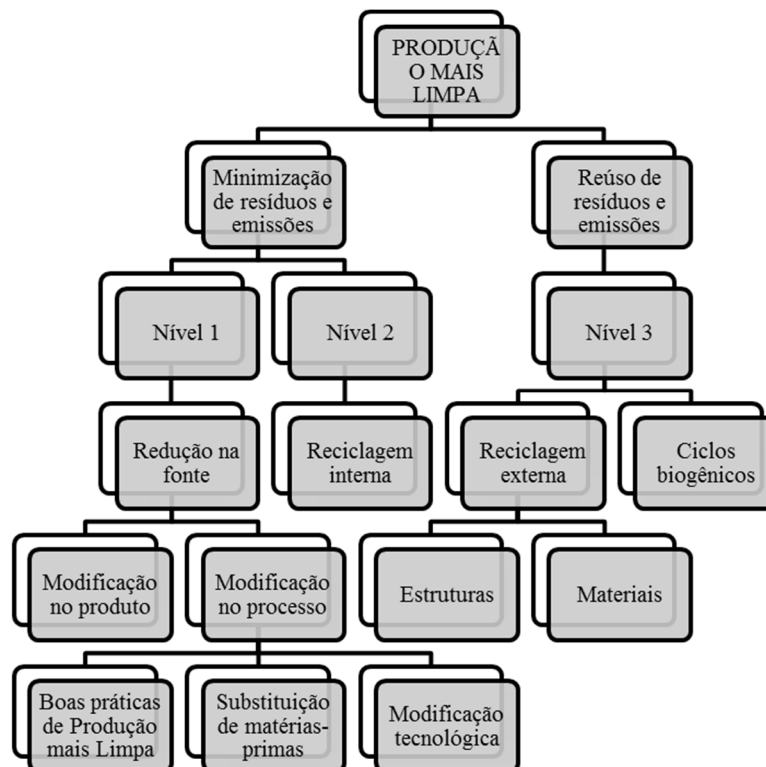 PRODUÇÃ
O MAIS
LIMPA
Minimização
de resíduos e
emissões
Reúso de
resíduos e
emissões
Nível 1
Nível 2
Nível 3
Redução na
fonte
Reciclagem
interna
Reciclagem
externa
Ciclos
biogênicos
Modificação
no produto
Modificação
no processo
Estruturas
Materiais
Boas práticas
de Produção
mais Limpa
Substituição
de matérias-
primas
Modificação
tecnológica